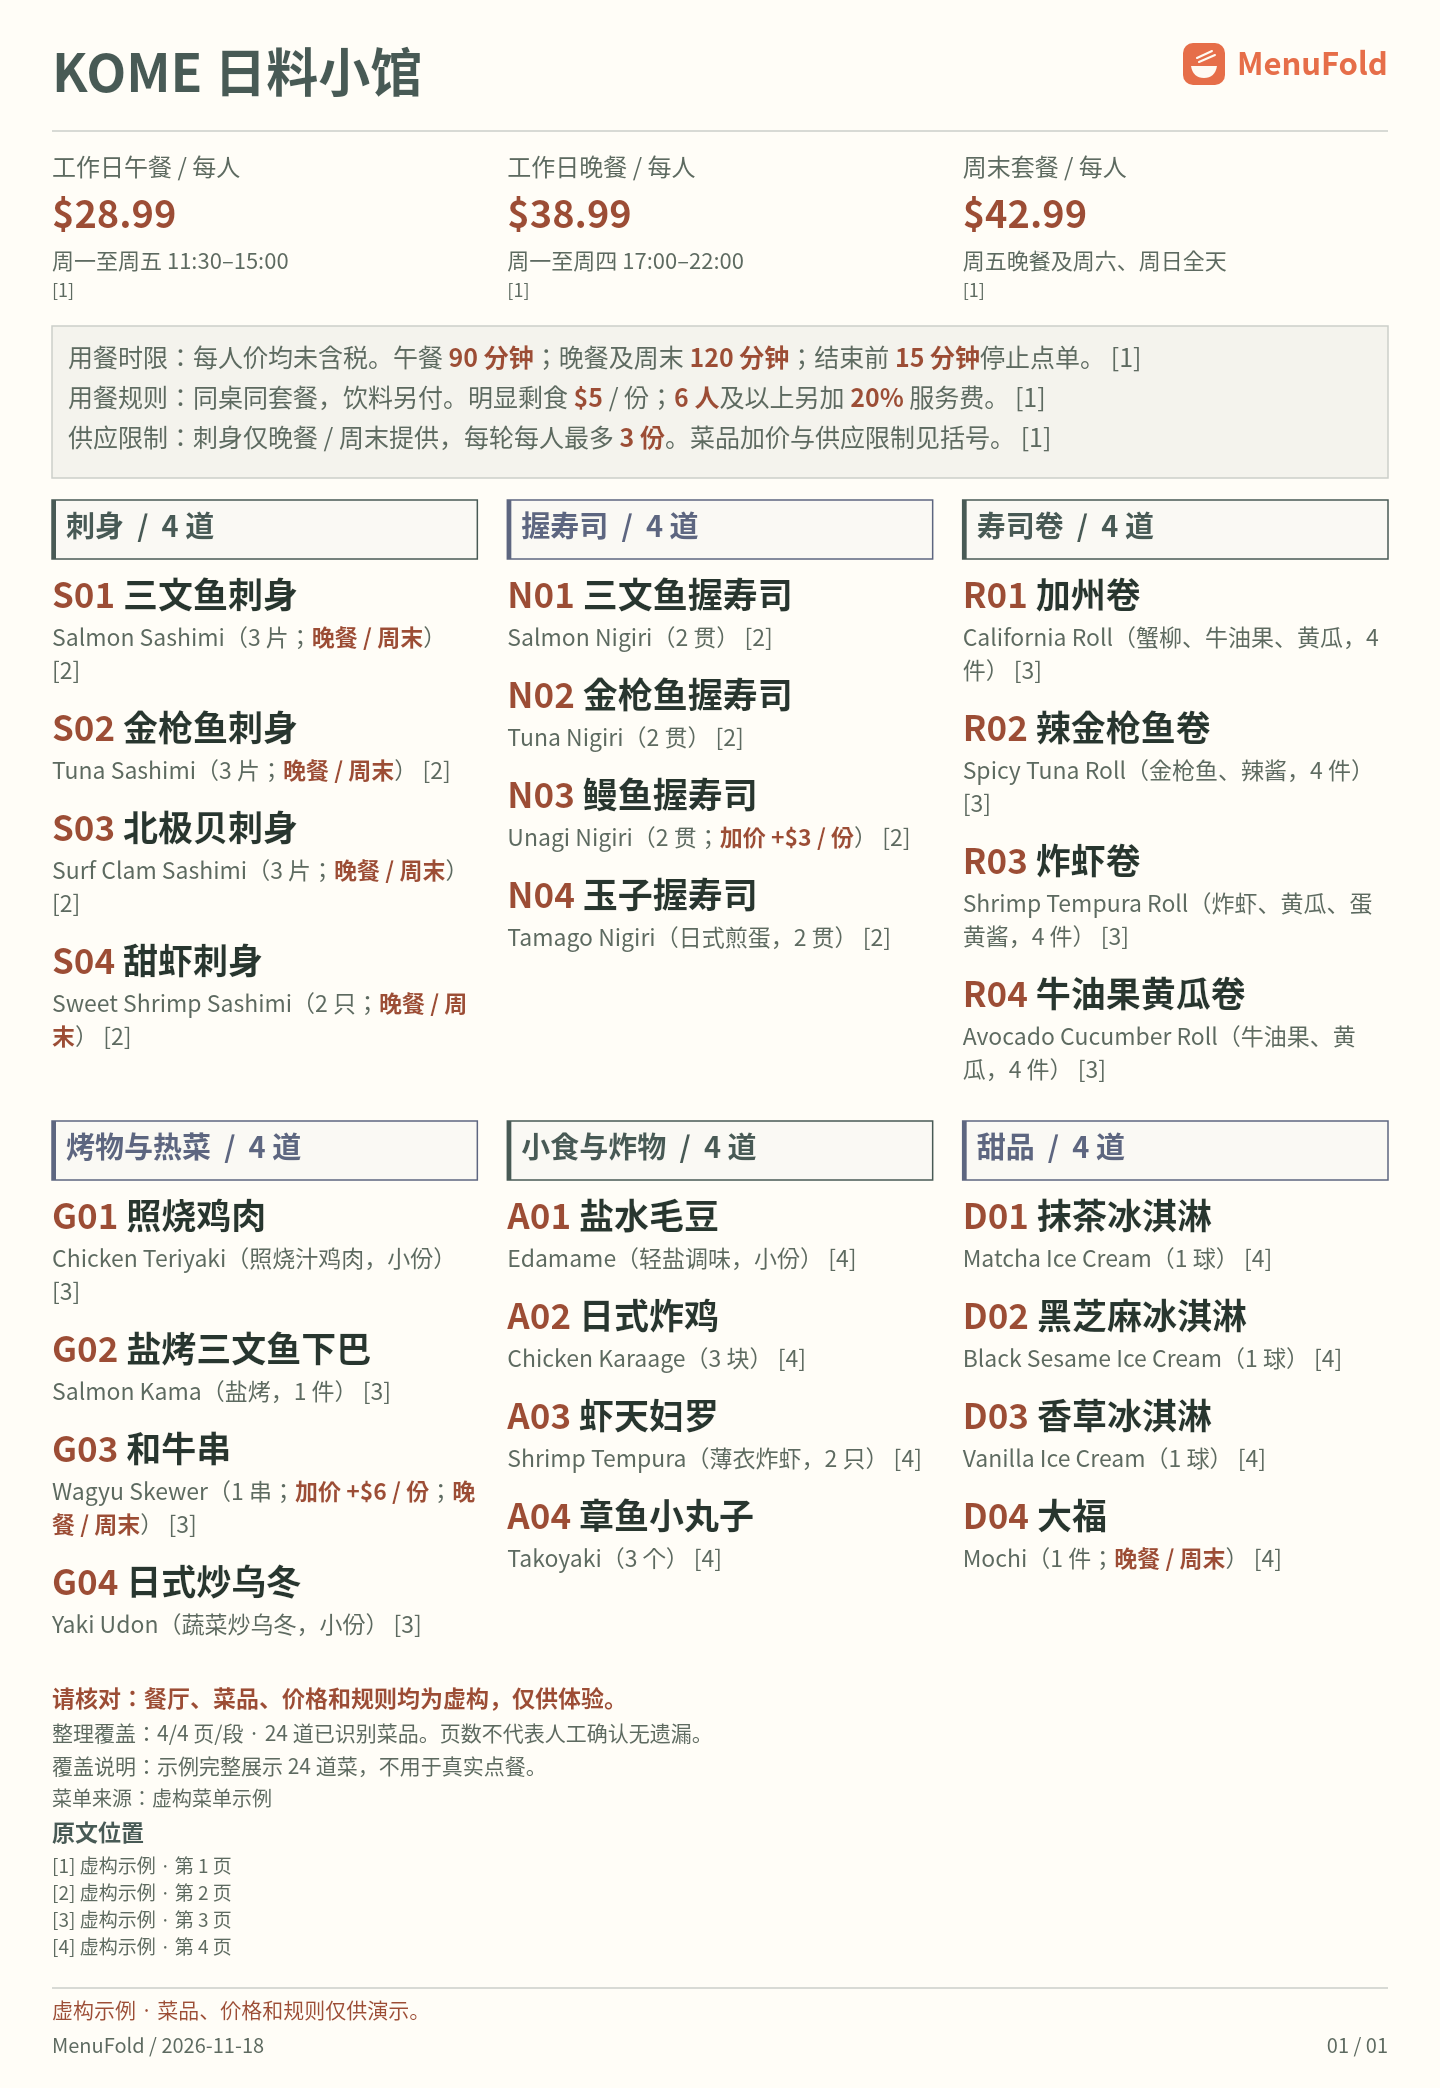 KOME 日料小馆
MenuFold
工作日午餐 / 每人
$28.99
周一至周五 11:30–15:00
[1]
工作日晚餐 / 每人
$38.99
周一至周四 17:00–22:00
[1]
周末套餐 / 每人
$42.99
周五晚餐及周六、周日全天
[1]
用餐时限：每人价均未含税。午餐 90 分钟；晚餐及周末 120 分钟；结束前 15 分钟停止点单。 [1]
用餐规则：同桌同套餐，饮料另付。明显剩食 $5 / 份；6 人及以上另加 20% 服务费。 [1]
供应限制：刺身仅晚餐 / 周末提供，每轮每人最多 3 份。菜品加价与供应限制见括号。 [1]
刺身 / 4 道
S01 三文鱼刺身
Salmon Sashimi（3 片；晚餐 / 周末）
[2]
S02 金枪鱼刺身
Tuna Sashimi（3 片；晚餐 / 周末） [2]
S03 北极贝刺身
Surf Clam Sashimi（3 片；晚餐 / 周末）
[2]
S04 甜虾刺身
Sweet Shrimp Sashimi（2 只；晚餐 / 周
末） [2]
握寿司 / 4 道
N01 三文鱼握寿司
Salmon Nigiri（2 贯） [2]
N02 金枪鱼握寿司
Tuna Nigiri（2 贯） [2]
N03 鳗鱼握寿司
Unagi Nigiri（2 贯；加价 +$3 / 份） [2]
N04 玉子握寿司
Tamago Nigiri（日式煎蛋，2 贯） [2]
寿司卷 / 4 道
R01 加州卷
California Roll（蟹柳、牛油果、黄瓜，4
件） [3]
R02 辣金枪鱼卷
Spicy Tuna Roll（金枪鱼、辣酱，4 件）
[3]
R03 炸虾卷
Shrimp Tempura Roll（炸虾、黄瓜、蛋
黄酱，4 件） [3]
R04 牛油果黄瓜卷
Avocado Cucumber Roll（牛油果、黄
瓜，4 件） [3]
烤物与热菜 / 4 道
G01 照烧鸡肉
Chicken Teriyaki（照烧汁鸡肉，小份）
[3]
G02 盐烤三文鱼下巴
Salmon Kama（盐烤，1 件） [3]
G03 和牛串
Wagyu Skewer（1 串；加价 +$6 / 份；晚
餐 / 周末） [3]
G04 日式炒乌冬
Yaki Udon（蔬菜炒乌冬，小份） [3]
小食与炸物 / 4 道
A01 盐水毛豆
Edamame（轻盐调味，小份） [4]
A02 日式炸鸡
Chicken Karaage（3 块） [4]
A03 虾天妇罗
Shrimp Tempura（薄衣炸虾，2 只） [4]
A04 章鱼小丸子
Takoyaki（3 个） [4]
甜品 / 4 道
D01 抹茶冰淇淋
Matcha Ice Cream（1 球） [4]
D02 黑芝麻冰淇淋
Black Sesame Ice Cream（1 球） [4]
D03 香草冰淇淋
Vanilla Ice Cream（1 球） [4]
D04 大福
Mochi（1 件；晚餐 / 周末） [4]
请核对：餐厅、菜品、价格和规则均为虚构，仅供体验。
整理覆盖：4/4 页/段 · 24 道已识别菜品。页数不代表人工确认无遗漏。
覆盖说明：示例完整展示 24 道菜，不用于真实点餐。
菜单来源：虚构菜单示例
原文位置
[1] 虚构示例 · 第 1 页
[2] 虚构示例 · 第 2 页
[3] 虚构示例 · 第 3 页
[4] 虚构示例 · 第 4 页
虚构示例 · 菜品、价格和规则仅供演示。
MenuFold / 2026-11-18
01 / 01